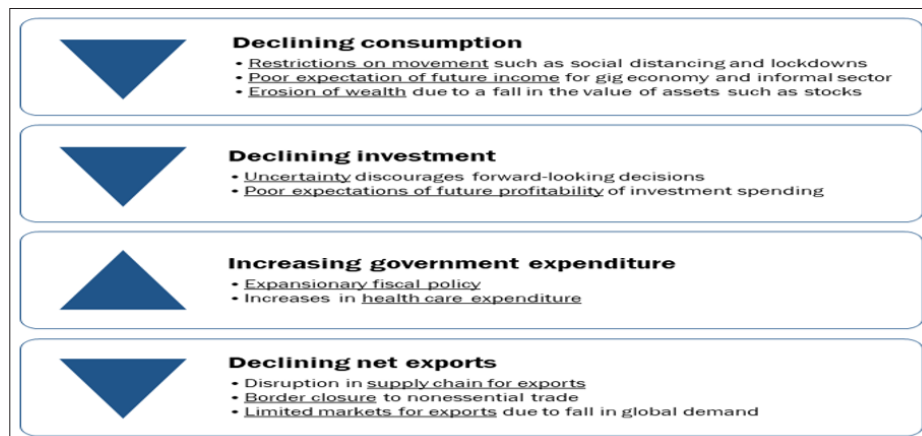 Declining consumption
• Restrictions on movement such as social distancing and lockdowns
• Poor expectation of future income for gig economy and informal sector
• Erosion of wealth due to a fall in the value of assets such as stocks
Declining investment
• Uncertainty discourages forward-looking decisions
• Poor expectations of future profitability of investment spending
Increasing government expenditure
• Expansionary fiscal policy
• Increases in health care expenditure
Declining net exports
• Disruption in supply chain for exports
• Border closure to nonessential trade
• Limited markets for exports due to fall in global demand